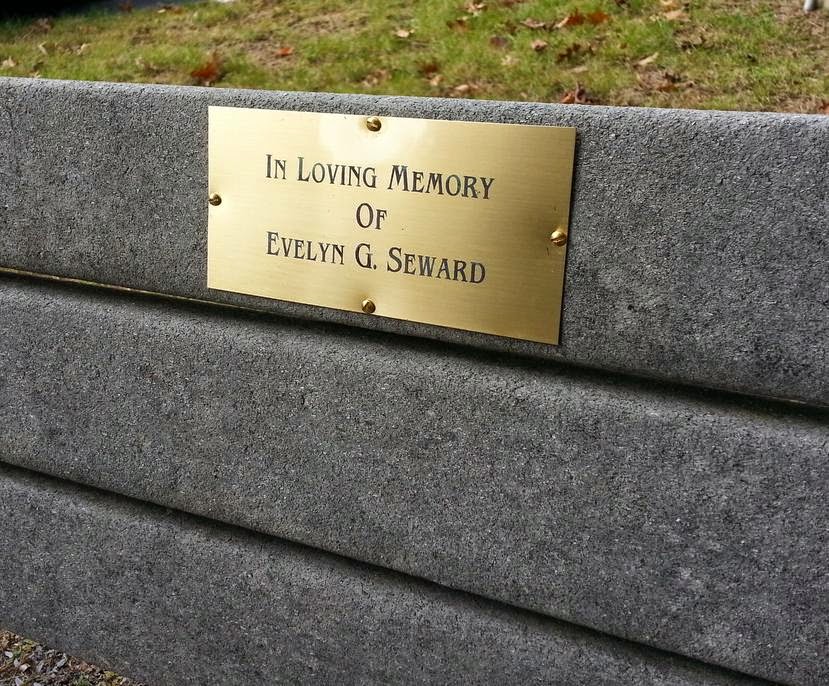 In Loving Memory
Of
Evelyn G. Seward